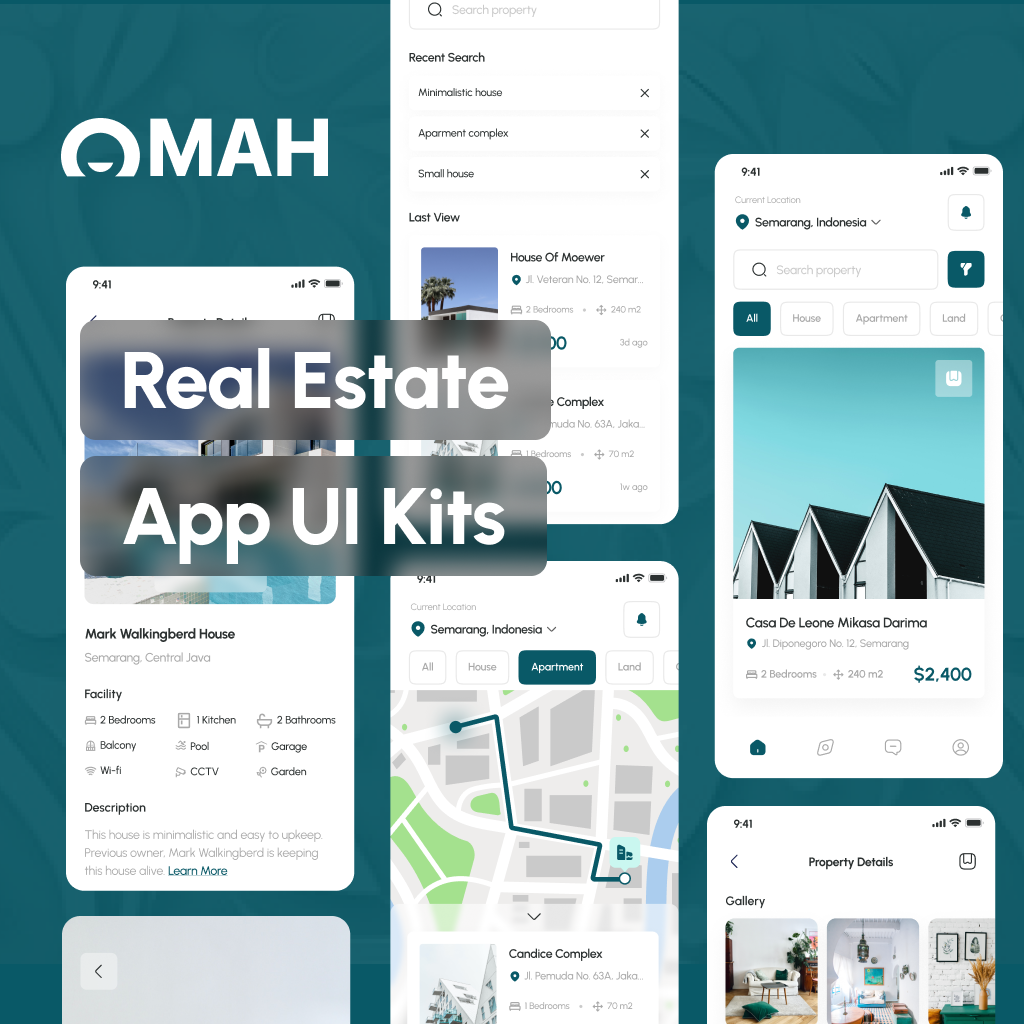 OMAH
Real Estate
App UI Kits
9:41
Mark Walkingberd House
Semarang, Central Java
Facility
2 Bedrooms
1 Kitchen
2 Bathrooms
Balcony
Pool
Garage
Wi-fi
CCTV
Garden
Description
This house is minimalistic and easy to upkeep.
Previous owner, Mark Walkingberd is keeping
this house alive. Learn More
Search property
Recent Search
Minimalistic house
Aparment complex
Small house
Last View
House Of Moewer
Jl. Veteran No. 12, Semar...
2 Bedrooms • 240 m2
3d ago
Complex
No. 63A, Jaka...
Bedrooms • 70 m2
1w ago
9:41
Current Location
Semarang, Indonesia
All
House
Apartment
Land
Candice Complex
Jl. Pemuda No. 63A, Jaka...
1 Bedrooms • 70 m2
9:41
Current Location
Semarang, Indonesia
Search property
All
House
Apartment
Land
Casa De Leone Mikasa Darima
Jl. Diponegoro No. 12, Semarang
2 Bedrooms • 240 m2
$2,400
9:41
Property Details
Gallery